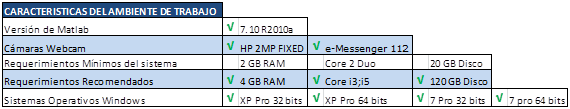 CARACTERISTICAS DEL AMBIENTE DE TRABAJO
Versión de Matlab √ 7.10 R2010a
Cámaras Webcam √ HP 2MP FIXED √ e-Messenger 112
Requerimientos Mínimos del sistema 2 GB RAM Core 2 Duo 20 GB Disco
Requerimientos Recomendados √ 4 GB RAM √ Core i3;i5 √ 120 GB Disco
Sistemas Operativos Windows √ XP Pro 32 bits √ XP Pro 64 bits √ 7 Pro 32 bits √ 7 pro 64 bits